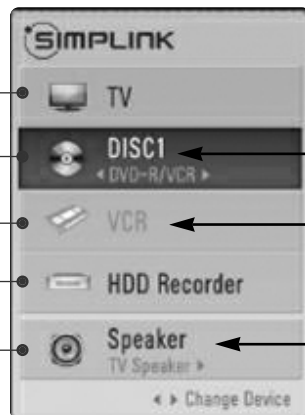 SIMPLINK
TV
DISC1
◄ DVD-R/VCR ►
VCR
HDD Recorder
Speaker
TV Speaker ►
◄ ► Change Device